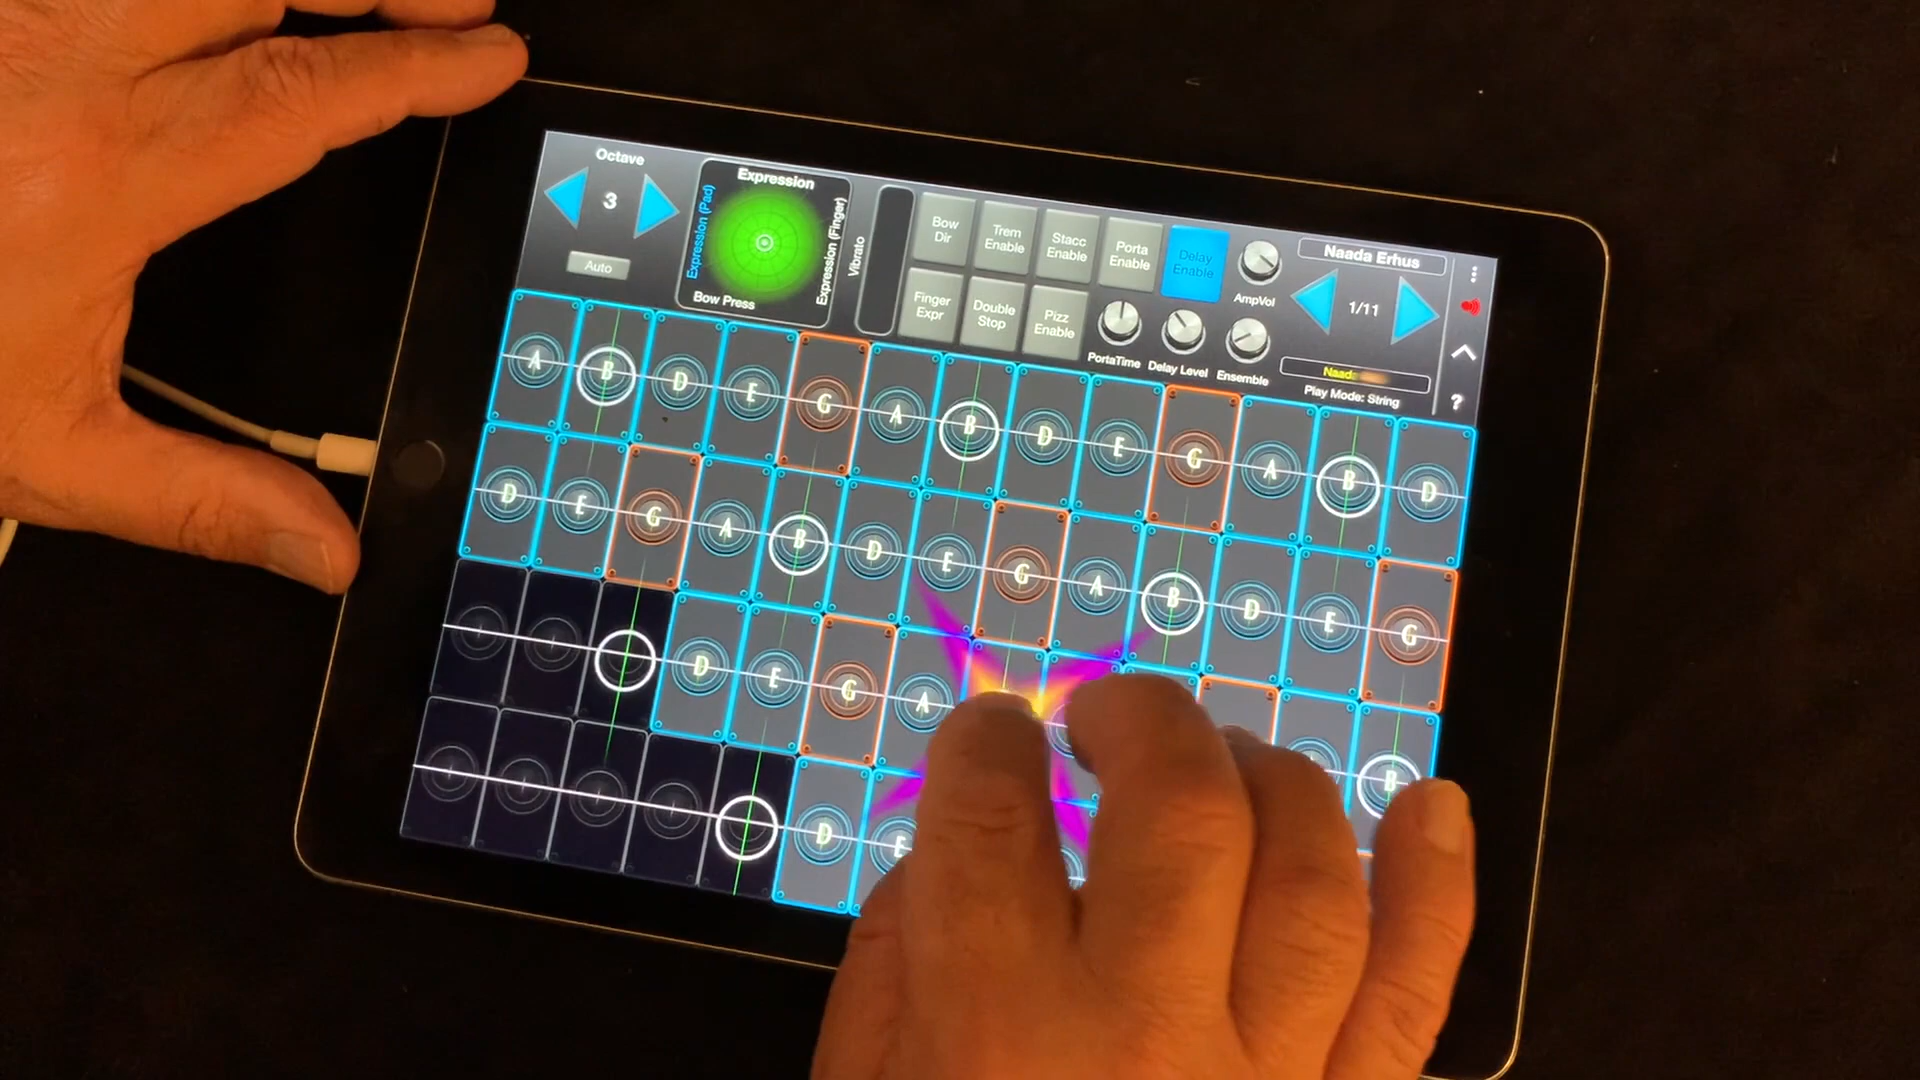 Octave
3
Auto
Expression
Expression (Pad)
Expression (Finger)
Bow Press
Vibrato
Bow
Dir
Trem
Enable
Stacc
Enable
Porta
Enable
Delay
Enable
Finger
Expr
Double
Stop
Pizz
Enable
AmpVol
PortaTime
Delay Level
Ensemble
Naada Erhus
1/11
Play Mode: String
?
A B D E G A B D E G A B D
D E G A B D E G A B D E G
D E G A B
D E